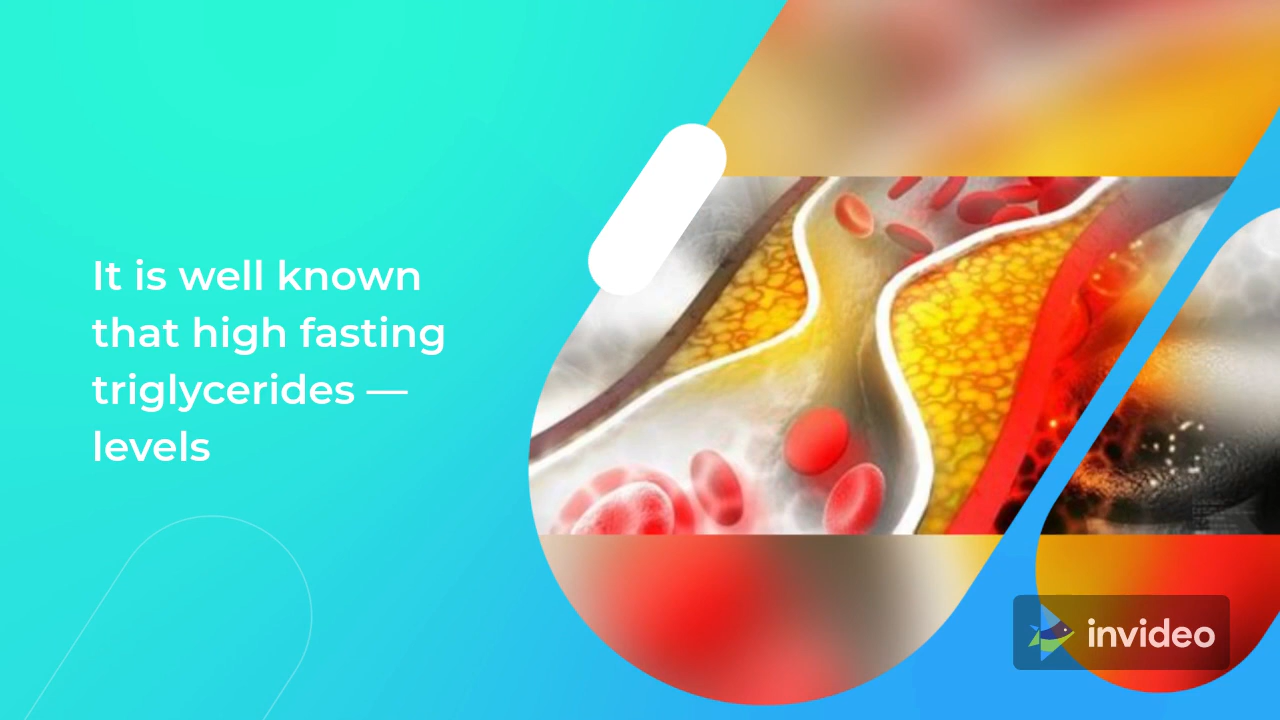 It is well known
that high fasting
triglycerides —
levels
invideo